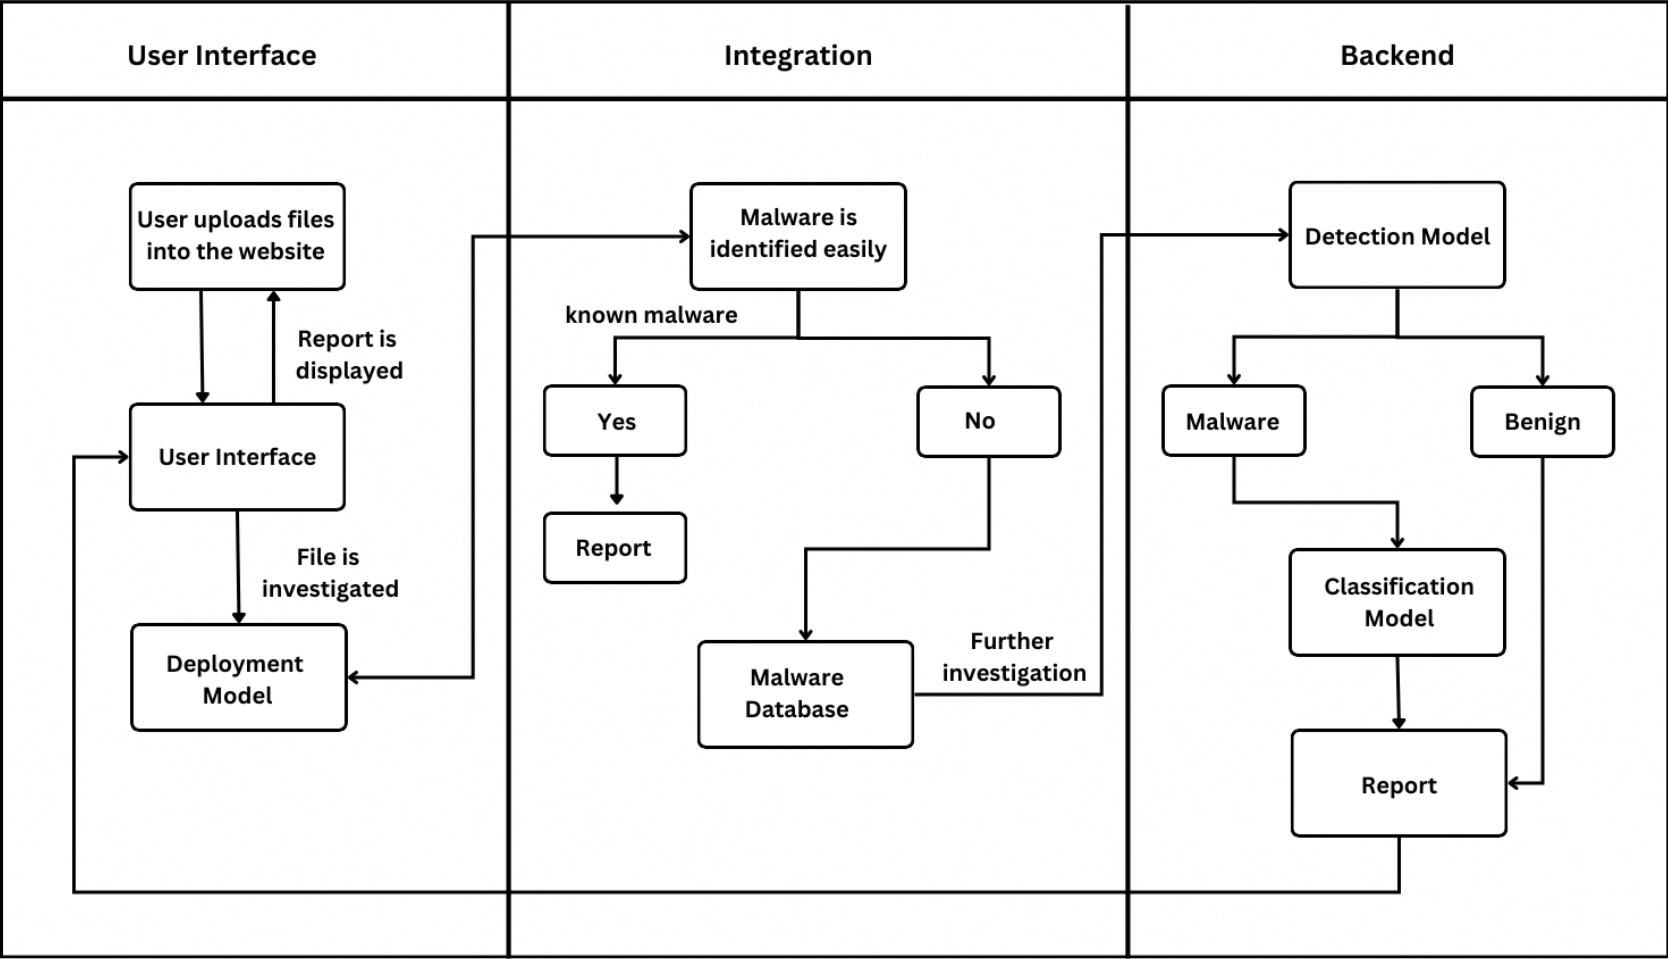 User Interface
Integration
Backend
User uploads files
into the website
Report is
displayed
User Interface
File is
investigated
Deployment
Model
Malware is
identified easily
known malware
Yes
No
Report
Malware
Database
Further
investigation
Detection Model
Malware
Benign
Classification
Model
Report